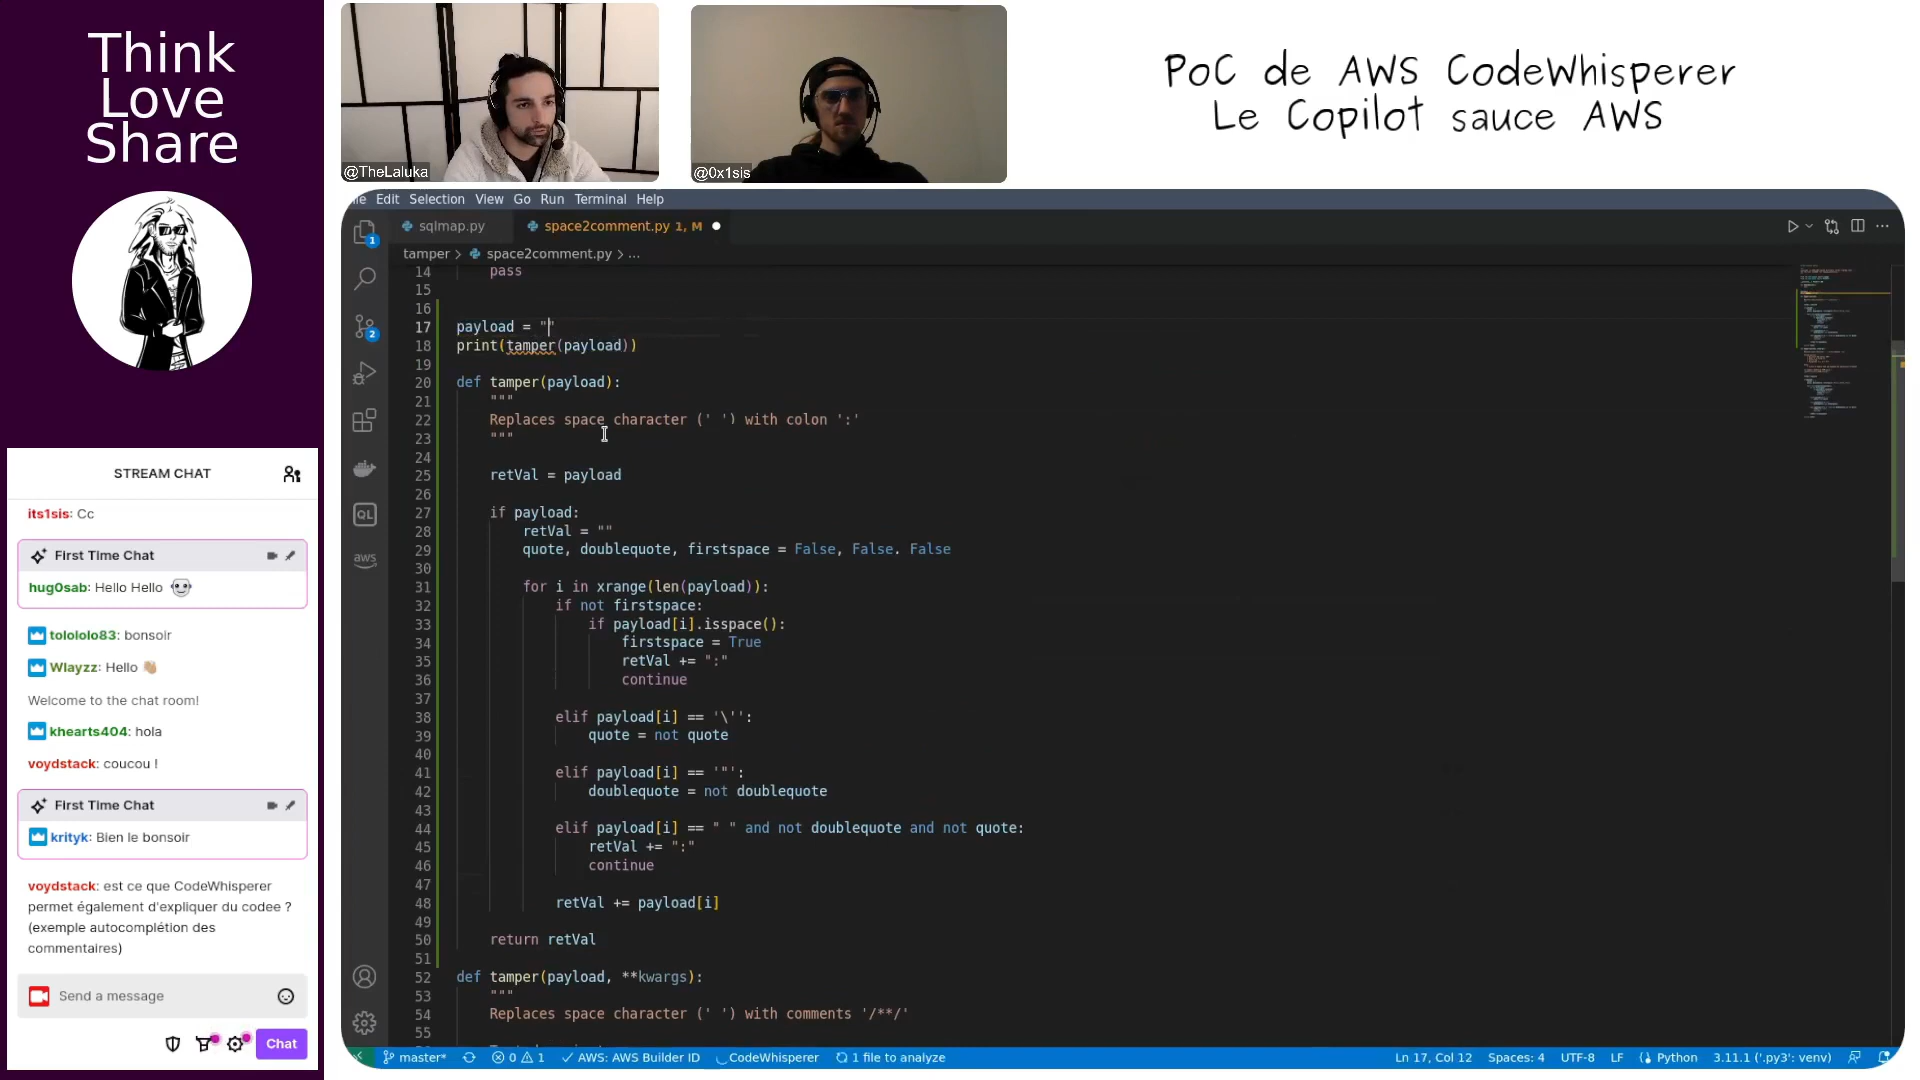 Think
Love
Share
@TheLaluka
@0x1sis
PoC de AWS CodeWhisperer
Le Copilot sauce AWS
Edit Selection View Go Run Terminal Help
sqlmap.py
space2comment.py 1, M
tamper > space2comment.py > ...
14 pass
15
16
17 payload = ""
18 print(tamper(payload))
19
20 def tamper(payload):
21 """
22 Replaces space character (' ') with colon ':'
23 """
24
25 retVal = payload
26
27 if payload:
28 retVal = ""
29 quote, doublequote, firstspace = False, False. False
30
31 for i in xrange(len(payload)):
32 if not firstspace:
33 if payload[i].isspace():
34 firstspace = True
35 retVal += ":"
36 continue
37
38 elif payload[i] == '\'':
39 quote = not quote
40
41 elif payload[i] == '"':
42 doublequote = not doublequote
43
44 elif payload[i] == " " and not doublequote and not quote:
45 retVal += ":"
46 continue
47
48 retVal += payload[i]
49
50 return retVal
51
52 def tamper(payload, **kwargs):
53 """
54 Replaces space character (' ') with comments '/**/'
55
1
2
QL
aws
master*
0 1
AWS: AWS Builder ID
CodeWhisperer
1 file to analyze
Ln 17, Col 12
Spaces: 4
UTF-8
LF
Python
3.11.1 ('.py3': venv)
STREAM CHAT
its1sis: Cc
First Time Chat
hug0sab: Hello Hello
tolololo83: bonsoir
Wlayzz: Hello
Welcome to the chat room!
khearts404: hola
voydstack: coucou !
First Time Chat
krityk: Bien le bonsoir
voydstack: est ce que CodeWhisperer
permet également d'expliquer du codee ?
(exemple autocomplétion des
commentaires)
Send a message
Chat